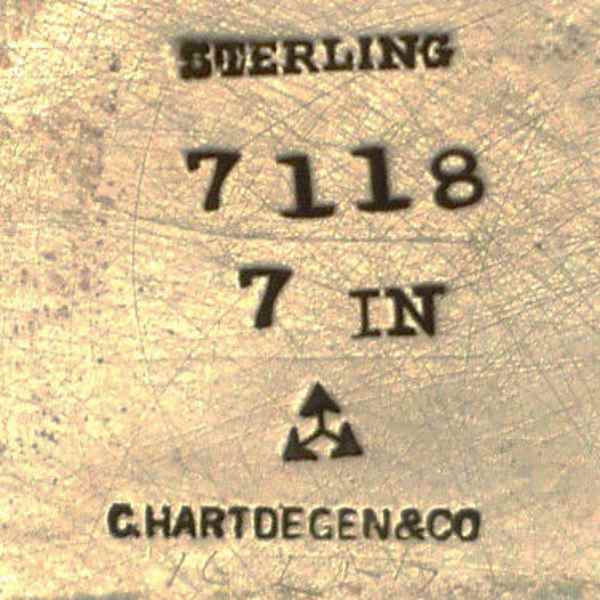 STERLING
7118
7 IN
C.HARTDEGEN&CO